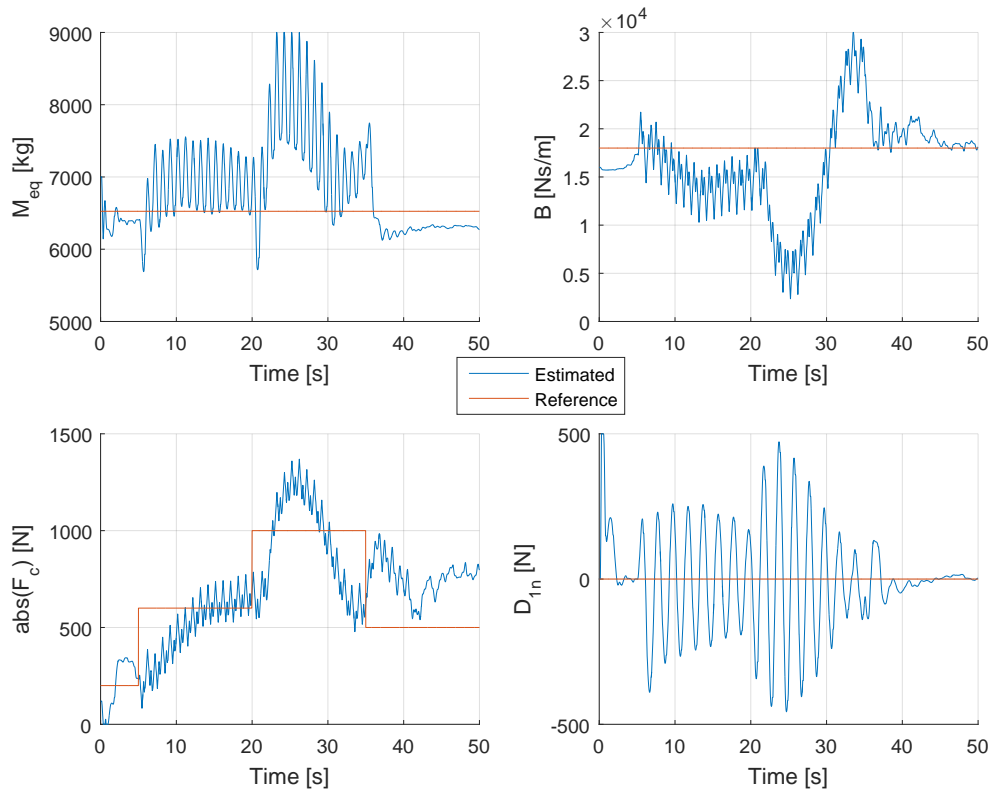 9000
8000
7000
6000
5000
M_eq [kg]
0 10 20 30 40 50
Time [s]
×10^4
3
2.5
2
1.5
1
0.5
0
B [Ns/m]
0 10 20 30 40 50
Time [s]
Estimated
Reference
1500
1000
500
0
abs(F_c) [N]
0 10 20 30 40 50
Time [s]
500
0
-500
D_1n [N]
0 10 20 30 40 50
Time [s]